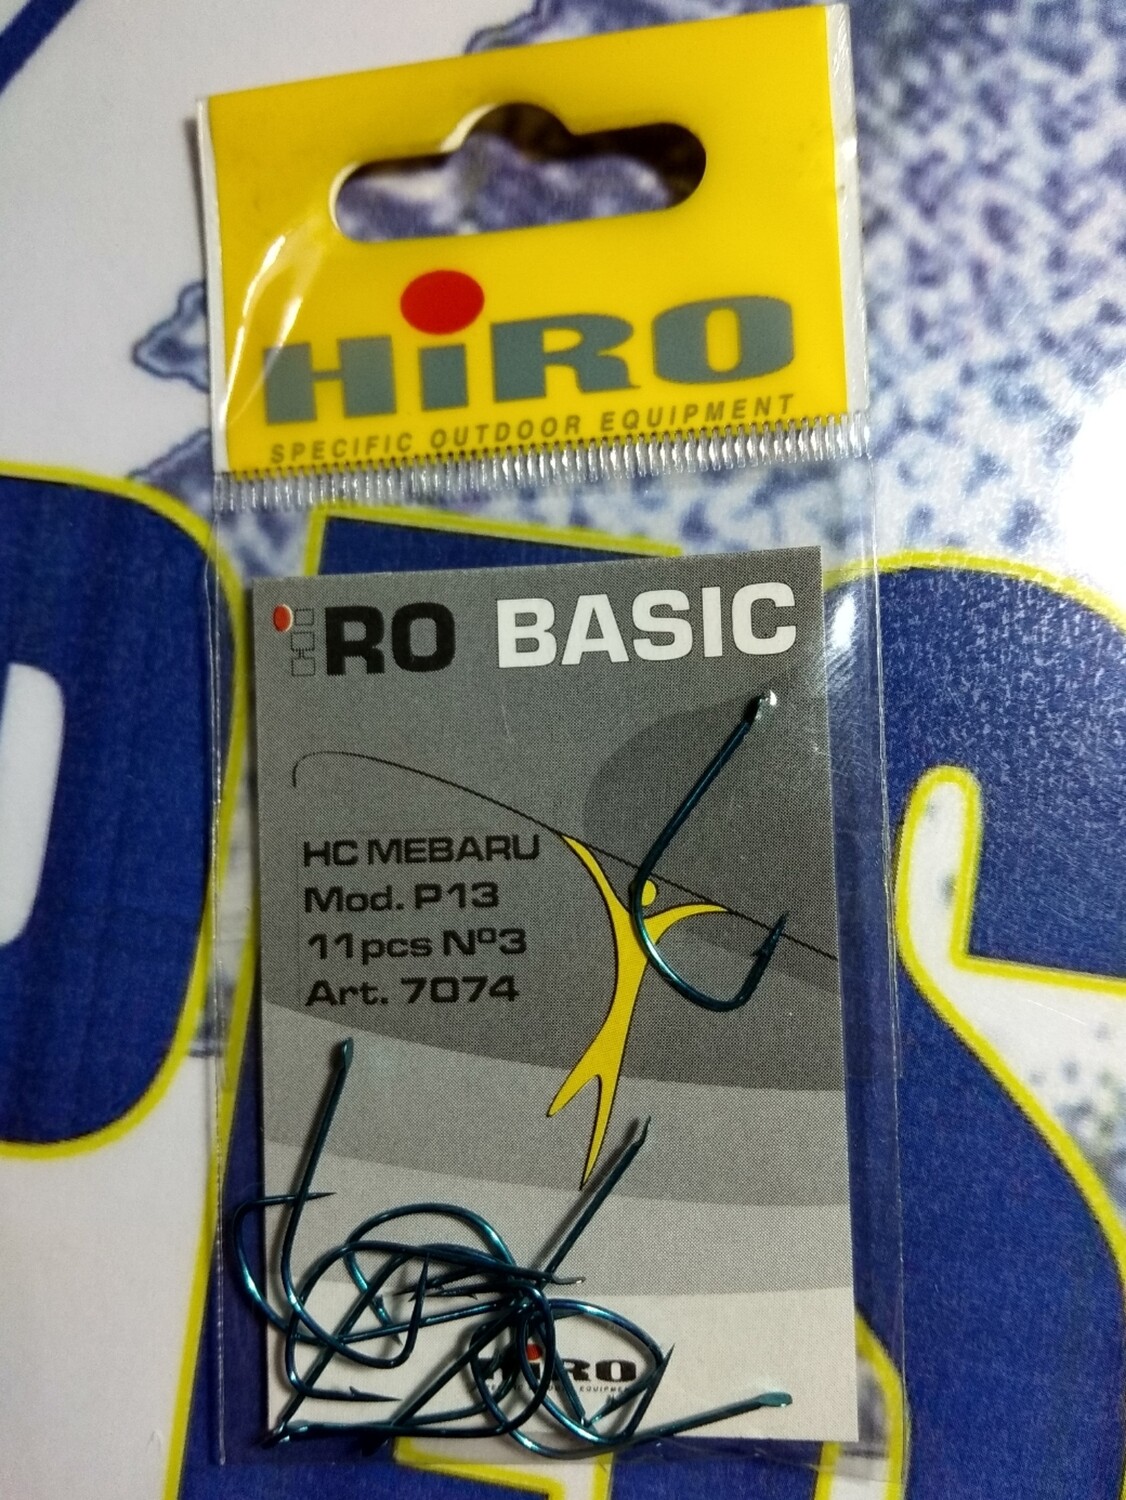 HiRO
SPECIFIC OUTDOOR EQUIPMENT
RO BASIC
HC MEBARU
Mod. P13
11pcs Nº3
Art. 7074
HiRO